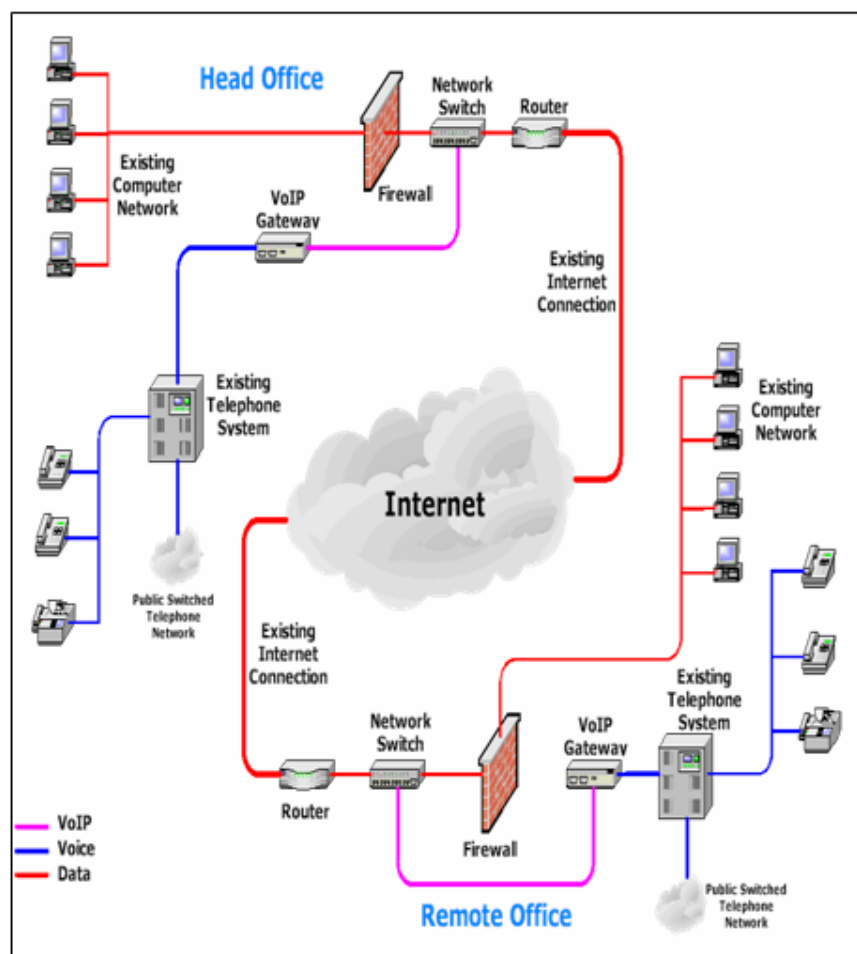 Head Office
Network
Switch
Router
Existing
Computer
Network
Firewall
VoIP
Gateway
Existing
Internet
Connection
Existing
Telephone
System
Existing
Computer
Network
Internet
Public Switched
Telephone
Network
Existing
Internet
Connection
Existing
Telephone
System
Network
Switch
VoIP
Gateway
Router
Firewall
VoIP
Voice
Data
Remote Office
Public Switched
Telephone
Network